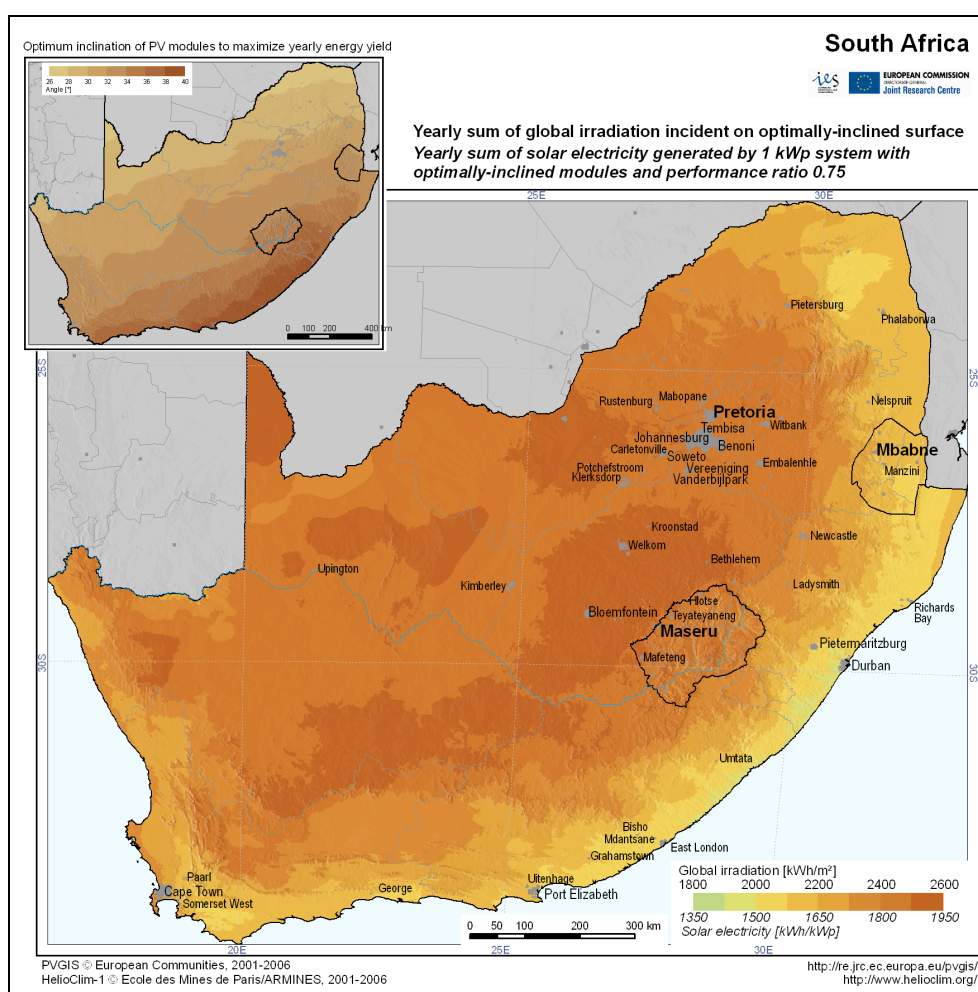 Optimum inclination of PV modules to maximize yearly energy yield
26 28 30 32 34 36 38 40
Angle [°]
0 100 200 400 km
South Africa
ies
EUROPEAN COMMISSION
DIRECTORATE-GENERAL
Joint Research Centre
Yearly sum of global irradiation incident on optimally-inclined surface
Yearly sum of solar electricity generated by 1 kWp system with
optimally-inclined modules and performance ratio 0.75
25E 30E
Pietersburg
Phalaborwa
25S 25S
Mabopane
Rustenburg
Nelspruit
Pretoria
Tembisa
Witbank
Johannesburg
Benoni
Carletonville
Soweto
Mbabne
Embalenhle
Potchefstroom
Vereeniging
Manzini
Klerksdorp
Vanderbijlpark
Kroonstad
Newcastle
Welkom
Bethlehem
Upington
Kimberley
Ladysmith
Hlotse
Bloemfontein
Teyateyaneng
Richards
Bay
Maseru
Pietermaritzburg
Mafeteng
Durban
30S 30S
Umtata
Bisho
Mdantsane
East London
Grahamstown
Paarl
Uitenhage
Cape Town
George
Port Elizabeth
Somerset West
Global irradiation [kWh/m²]
1800 2000 2200 2400 2600
1350 1500 1650 1800 1950
Solar electricity [kWh/kWp]
0 50 100 200 300 km
20E 25E 30E
PVGIS © European Communities, 2001-2006
HelioClim-1 © Ecole des Mines de Paris/ARMINES, 2001-2006
http://re.jrc.ec.europa.eu/pvgis/
http://www.helioclim.org/